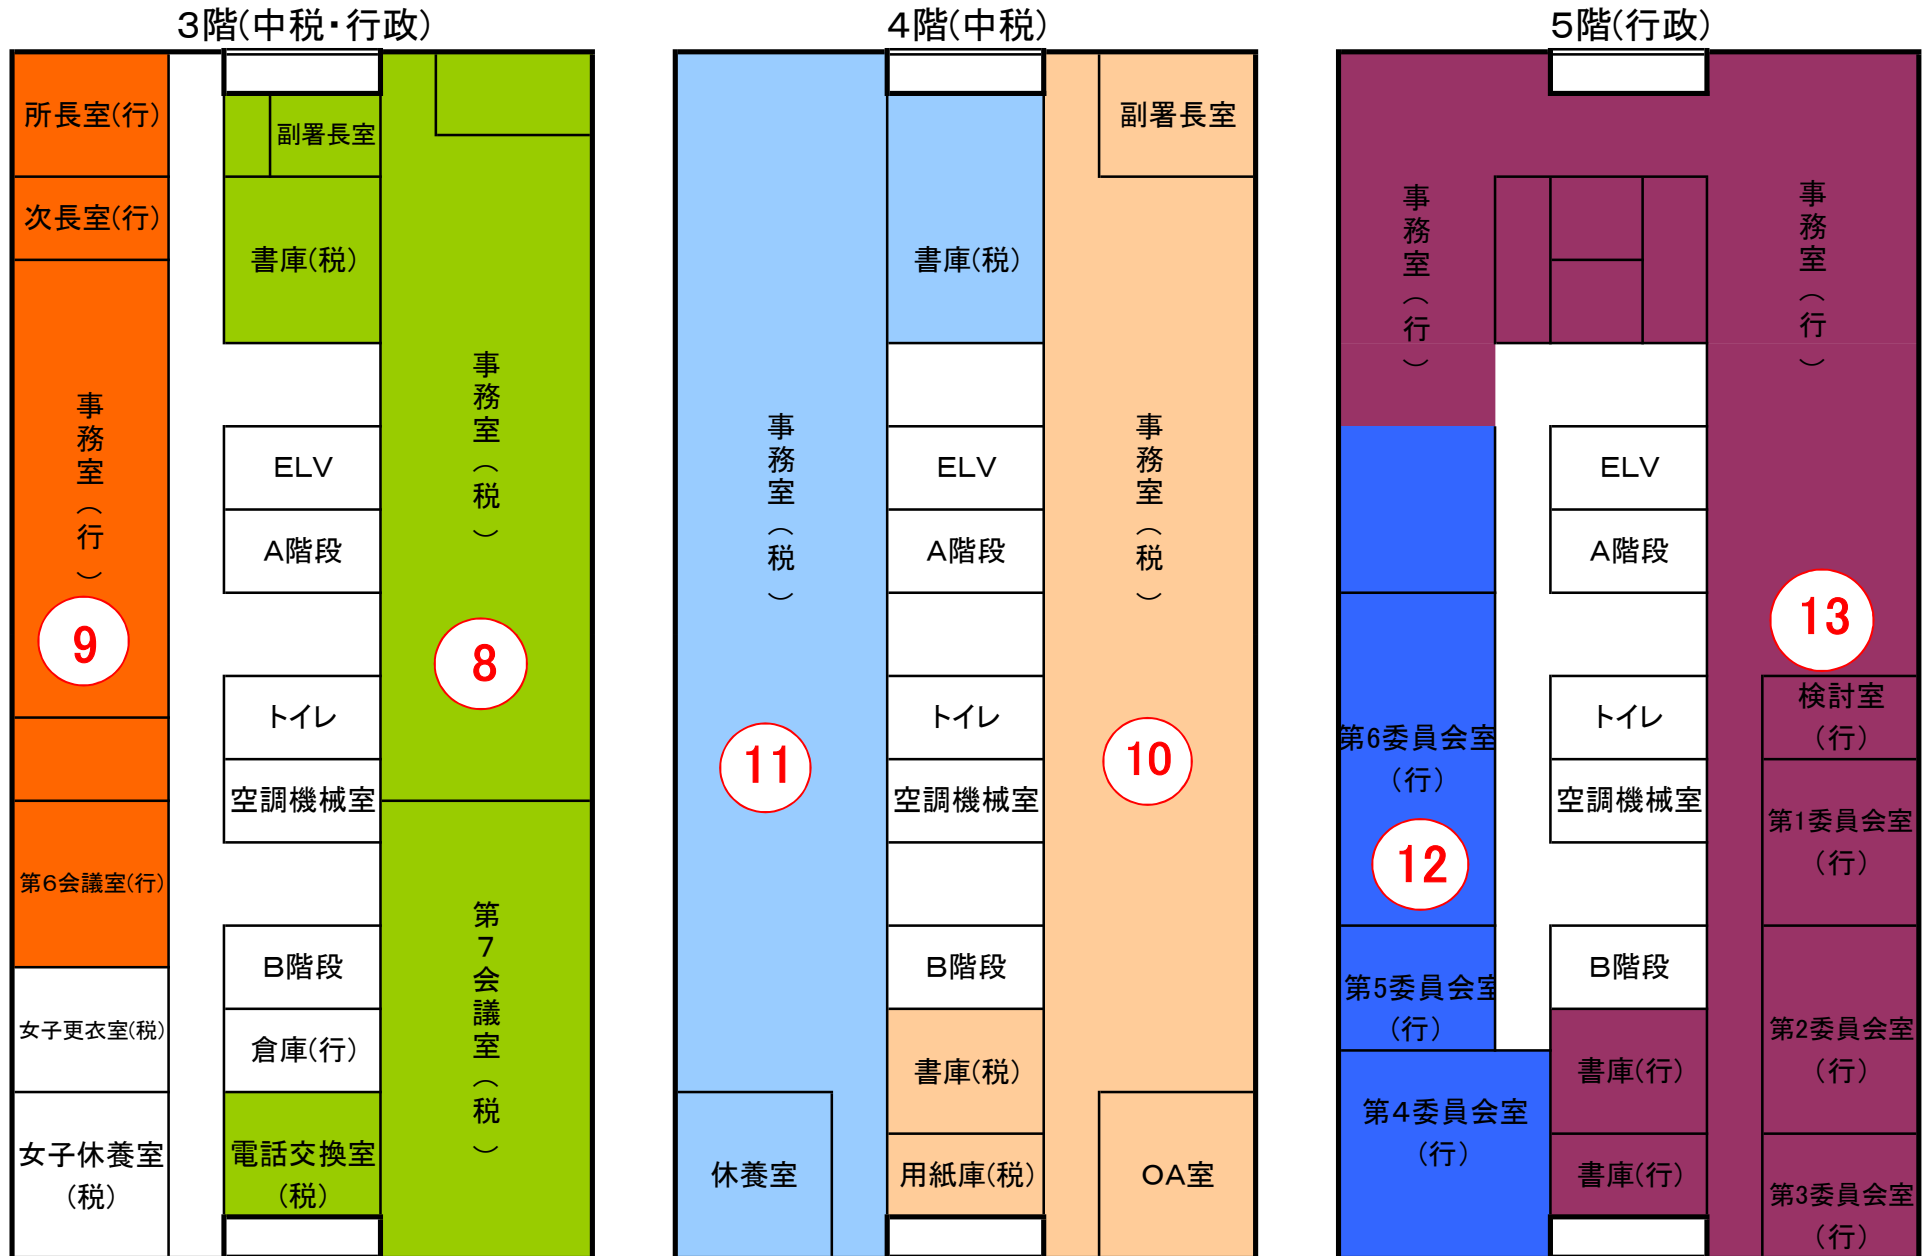 3階(中税・行政)
所長室(行)
次長室(行)
事務室(行)
9
第6会議室(行)
女子更衣室(税)
女子休養室
(税)
副署長室
書庫(税)
ELV
A階段
トイレ
空調機械室
B階段
倉庫(行)
電話交換室
(税)
事務室(税)
8
第7会議室(税)
4階(中税)
事務室(税)
11
休養室
書庫(税)
ELV
A階段
トイレ
空調機械室
B階段
書庫(税)
用紙庫(税)
副署長室
事務室(税)
10
OA室
5階(行政)
事務室(行)
第6委員会室
(行)
12
第5委員会室
(行)
第4委員会室
(行)
ELV
A階段
トイレ
空調機械室
B階段
書庫(行)
書庫(行)
事務室(行)
13
検討室
(行)
第1委員会室
(行)
第2委員会室
(行)
第3委員会室
(行)